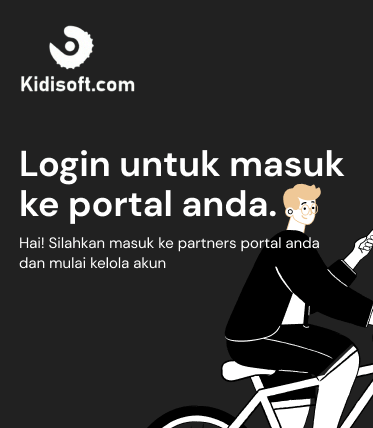 Kidisoft.com
Login untuk masuk
ke portal anda.
Hai! Silahkan masuk ke partners portal anda
dan mulai kelola akun